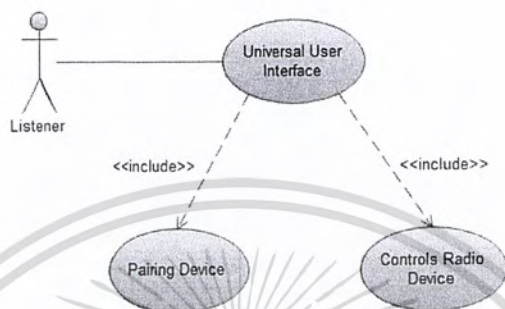 Universal User
Interface
Listener
<<include>>
<<include>>
Pairing Device
Controls Radio
Device